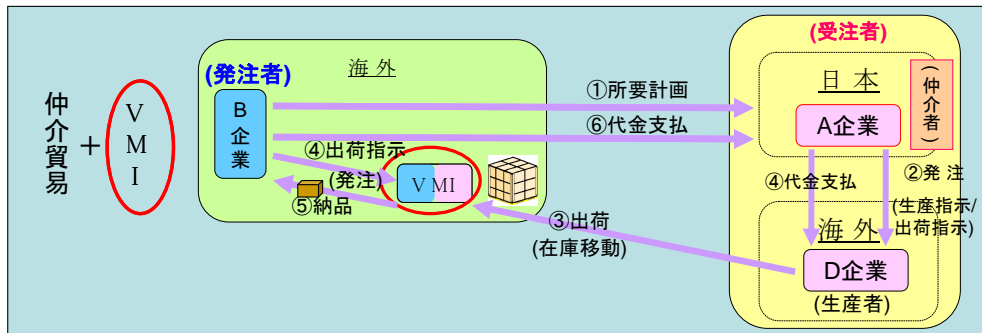 仲介貿易
+
VMI
(発注者)
海外
B企業
①所要計画
⑥代金支払
④出荷指示
(発注)
VMI
⑤納品
③出荷
(在庫移動)
(受注者)
日本
(仲介者)
A企業
④代金支払
②発注
(生産指示/
出荷指示)
海外
D企業
(生産者)